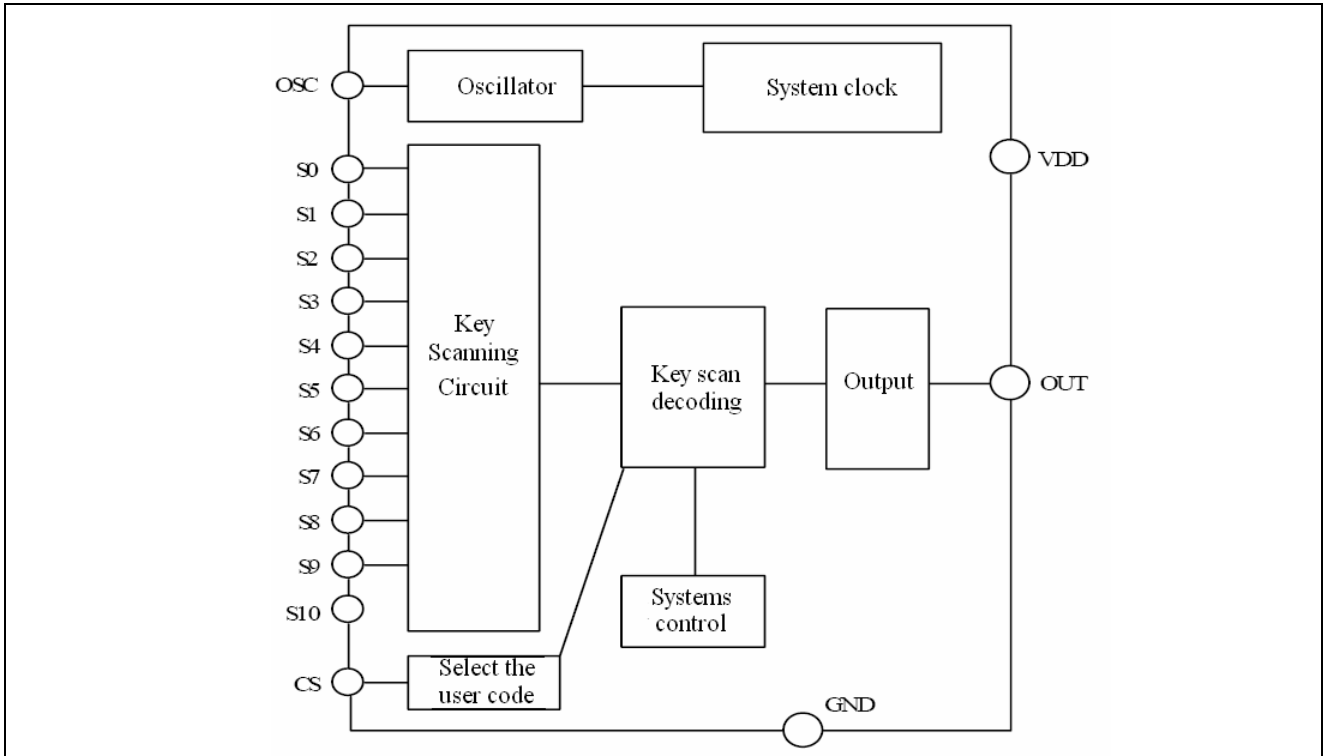 OSC
Oscillator
System clock
VDD
S0
S1
S2
S3
S4
S5
S6
S7
S8
S9
S10
CS
Key
Scanning
Circuit
Key scan
decoding
Output
OUT
Systems
control
Select the
user code
GND